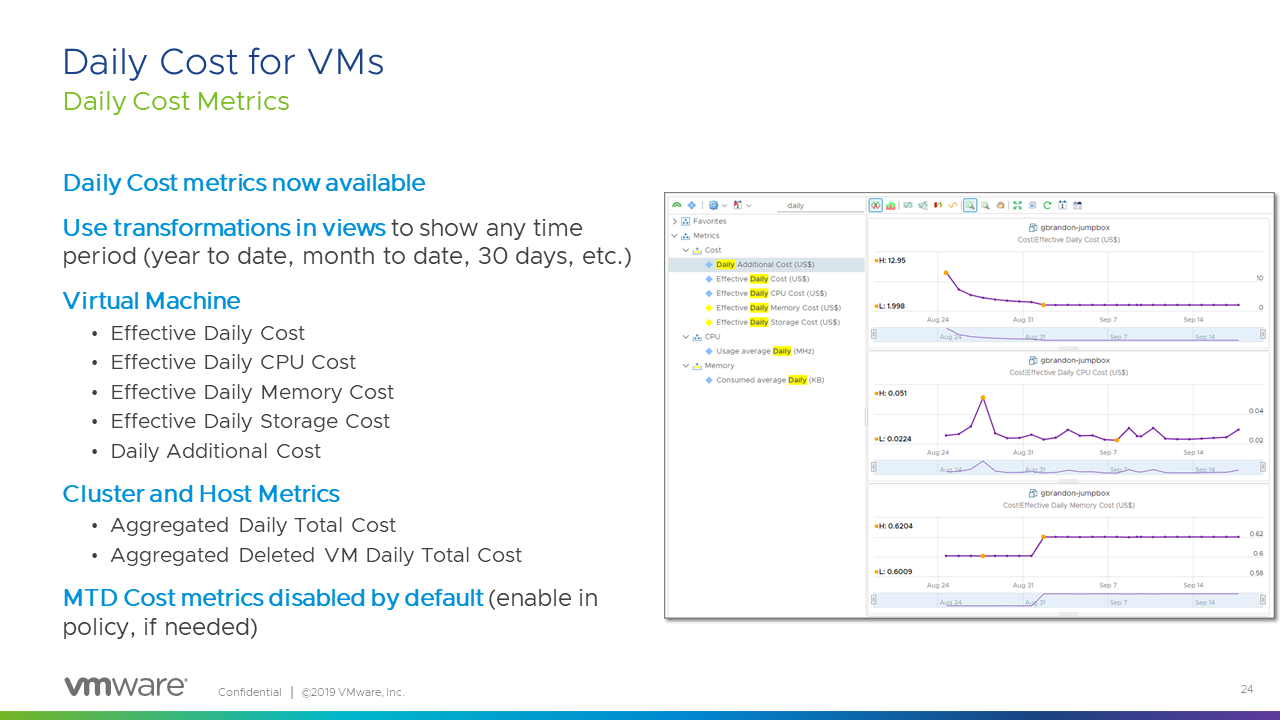 Daily Cost for VMs
Daily Cost Metrics
Daily Cost metrics now available
Use transformations in views to show any time
period (year to date, month to date, 30 days, etc.)
Virtual Machine
• Effective Daily Cost
• Effective Daily CPU Cost
• Effective Daily Memory Cost
• Effective Daily Storage Cost
• Daily Additional Cost
Cluster and Host Metrics
• Aggregated Daily Total Cost
• Aggregated Deleted VM Daily Total Cost
MTD Cost metrics disabled by default (enable in
policy, if needed)
daily
Favorites
Metrics
Cost
Daily Additional Cost (US$)
Effective Daily Cost (US$)
Effective Daily CPU Cost (US$)
Effective Daily Memory Cost (US$)
Effective Daily Storage Cost (US$)
CPU
Usage average Daily (MHz)
Memory
Consumed average Daily (KB)
gbrandon-jumpbox
Cost|Effective Daily Cost (US$)
H: 12.95
10
L: 1.998
0
Aug 24 Aug 31 Sep 7 Sep 14
Aug 24 Aug 31 Sep 7 Sep 14
gbrandon-jumpbox
Cost|Effective Daily CPU Cost (US$)
H: 0.051
0.04
L: 0.0224
0.02
Aug 24 Aug 31 Sep 7 Sep 14
Aug 24 Aug 31 Sep 7 Sep 14
gbrandon-jumpbox
Cost|Effective Daily Memory Cost (US$)
H: 0.6204
0.62
0.6
L: 0.6009
0.58
Aug 24 Aug 31 Sep 7 Sep 14
Aug 24 Aug 31 Sep 7 Sep 14
vmware®
Confidential | ©2019 VMware, Inc.
24